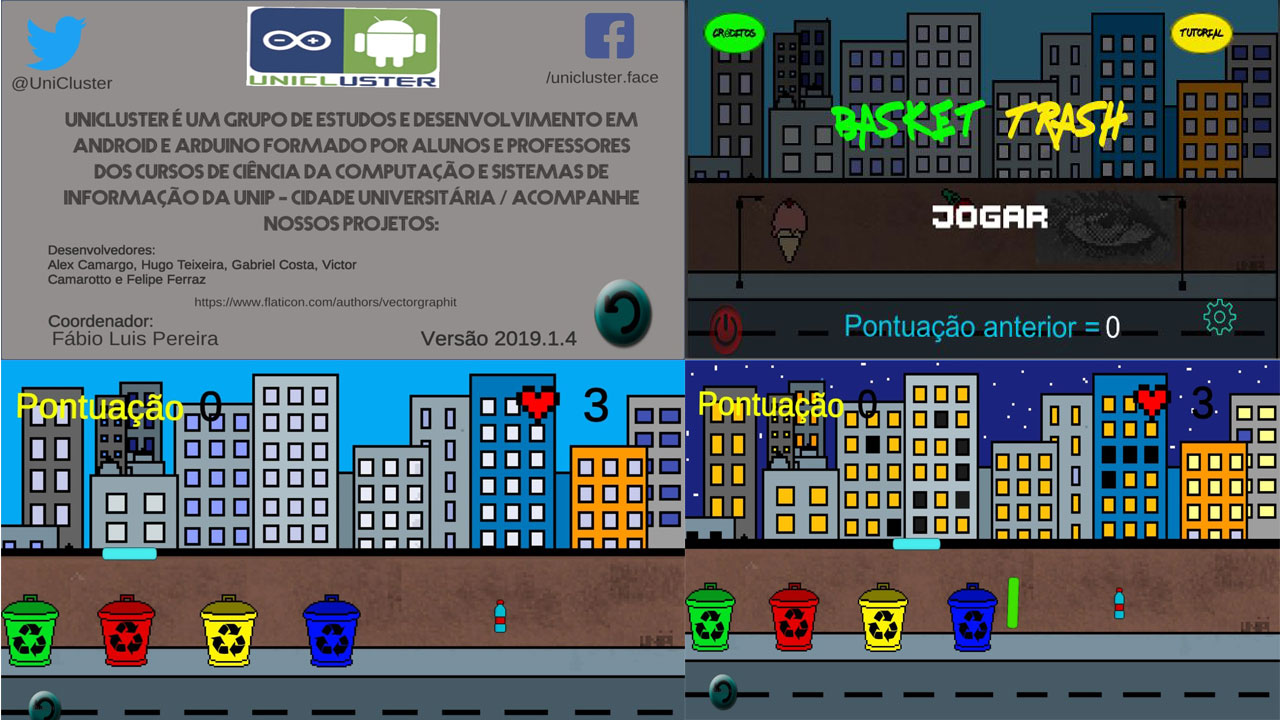 UNICLUSTER
@UniCluster
/unicluster.face
UNICLUSTER É UM GRUPO DE ESTUDOS E DESENVOLVIMENTO EM
ANDROID E ARDUINO FORMADO POR ALUNOS E PROFESSORES
DOS CURSOS DE CIÊNCIA DA COMPUTAÇÃO E SISTEMAS DE
INFORMAÇÃO DA UNIP - CIDADE UNIVERSITÁRIA / ACOMPANHE
NOSSOS PROJETOS:
Desenvolvedores:
Alex Camargo, Hugo Teixeira, Gabriel Costa, Victor
Camarotto e Felipe Ferraz
https://www.flaticon.com/authors/vectorgraphit
Coordenador:
Fábio Luis Pereira
Versão 2019.1.4
CRÉDITOS
TUTORIAL
BASKET TRASH
JOGAR
Pontuação anterior = 0
Pontuação 0
3
Pontuação 0
3